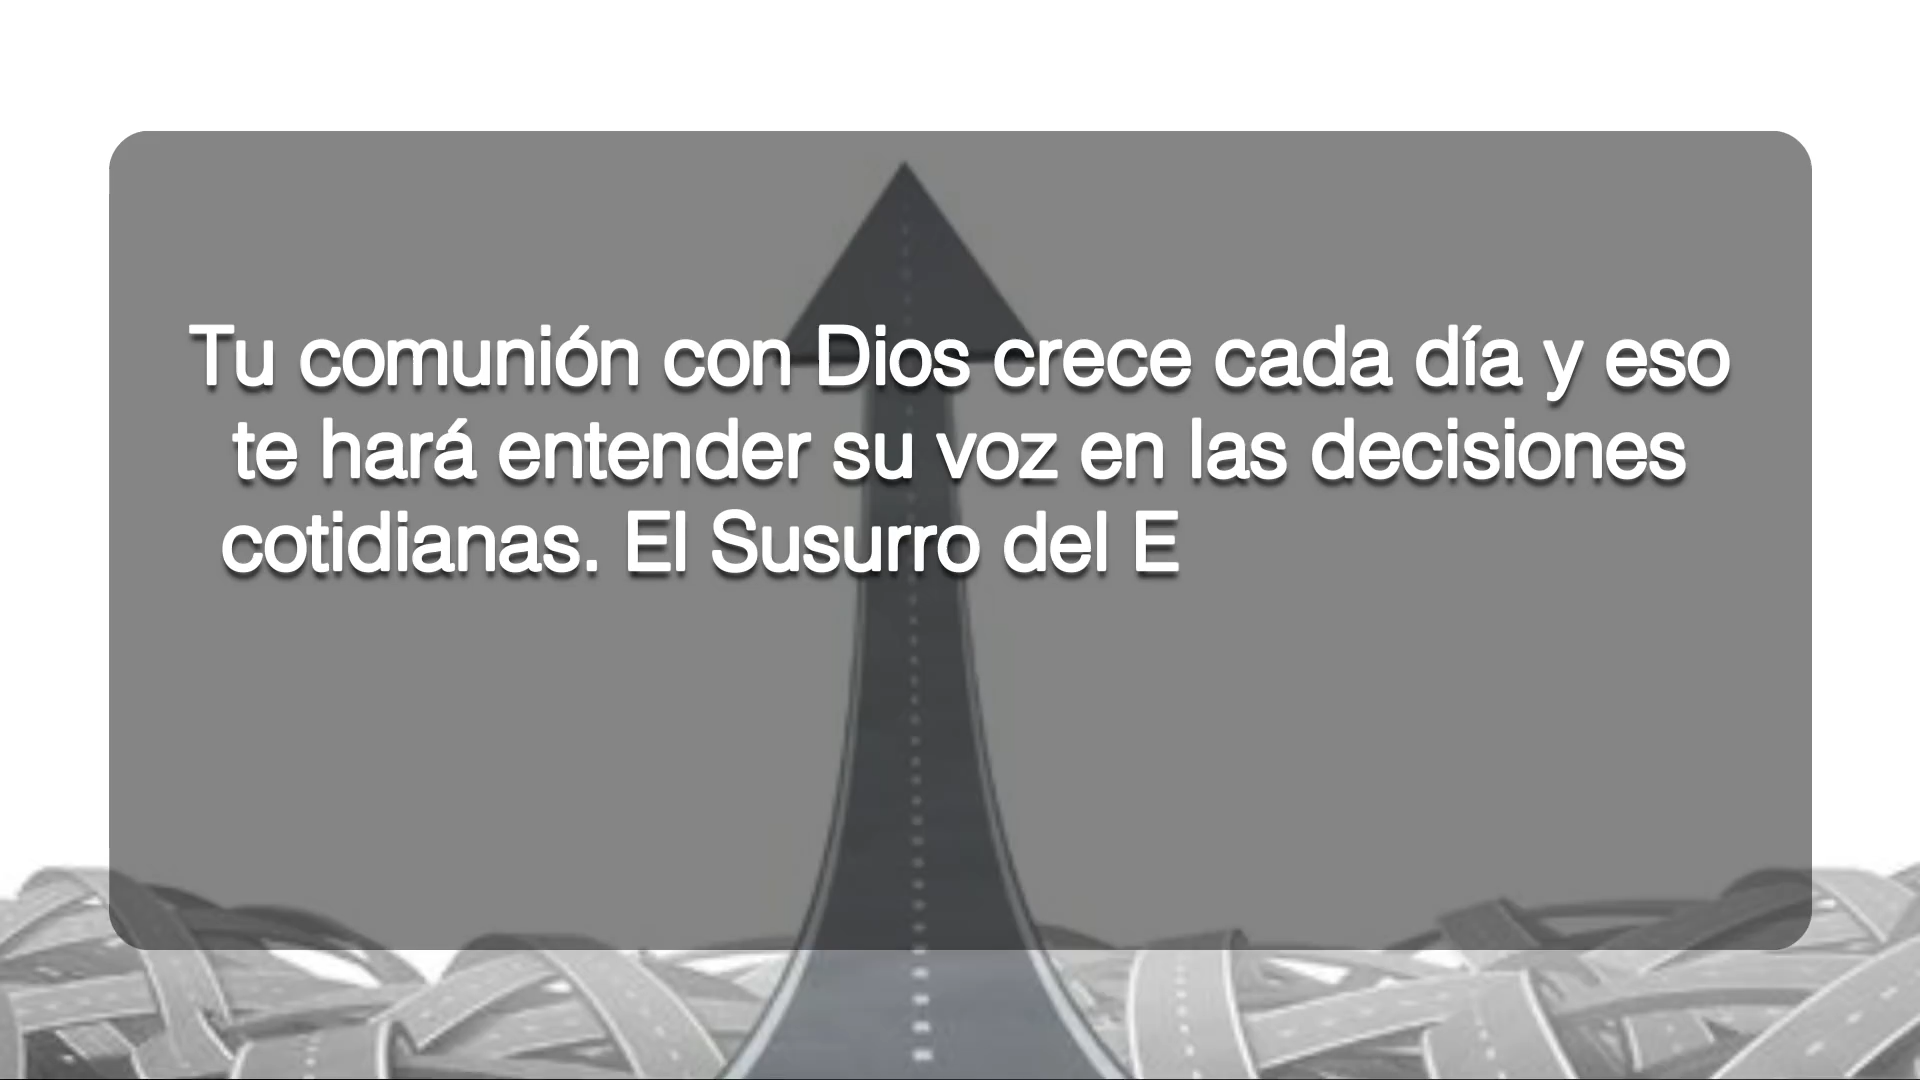 Tu comunión con Dios crece cada día y eso
te hará entender su voz en las decisiones
cotidianas. El Susurro del E